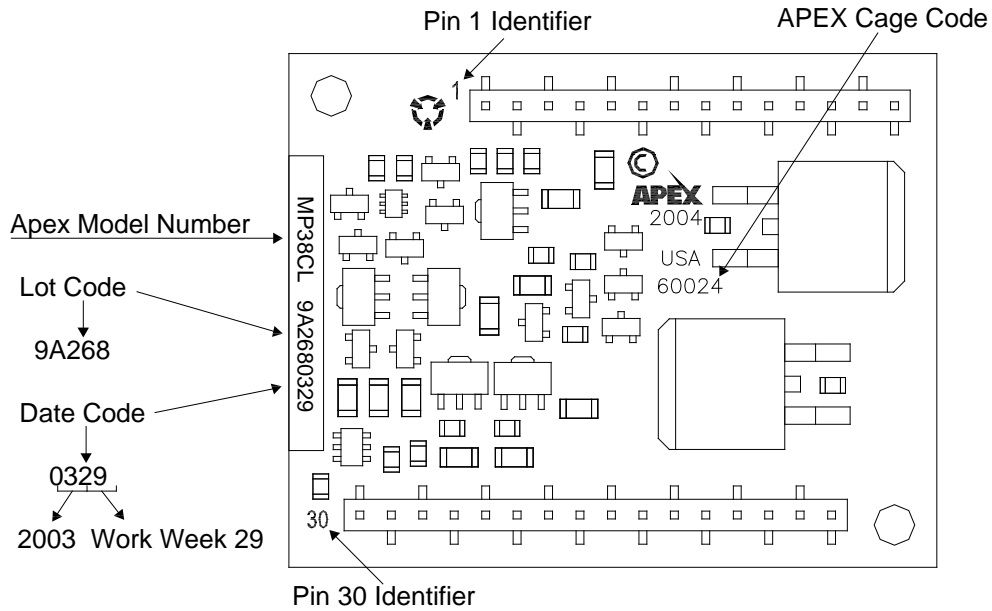 Pin 1 Identifier
APEX Cage Code
1
©
APEX
2004
USA
60024
Apex Model Number
MP38CL 9A2680329
Lot Code
9A268
Date Code
0329
2003 Work Week 29
30
Pin 30 Identifier